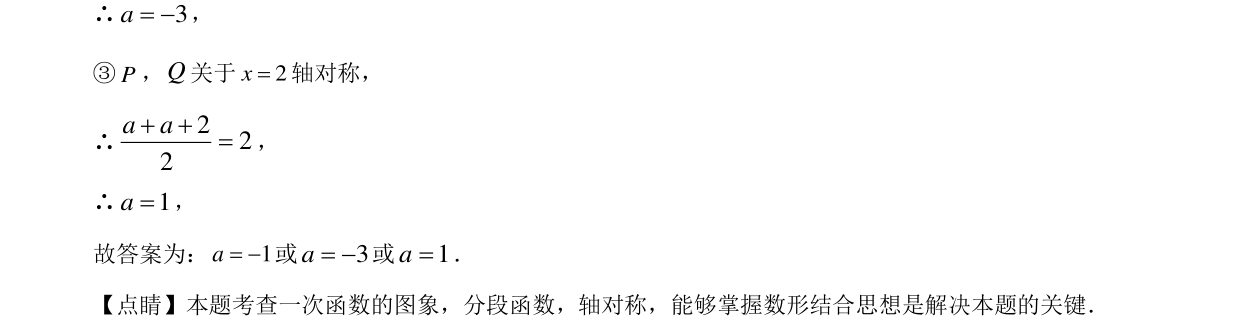 ∴ a = −3，
③ P，Q 关于 x = 2 轴对称，
∴ \frac{a+a+2}{2} = 2，
∴ a = 1，
故答案为：a = −1 或 a = −3 或 a = 1．
【点睛】本题考查一次函数的图象，分段函数，轴对称，能够掌握数形结合思想是解决本题的关键．